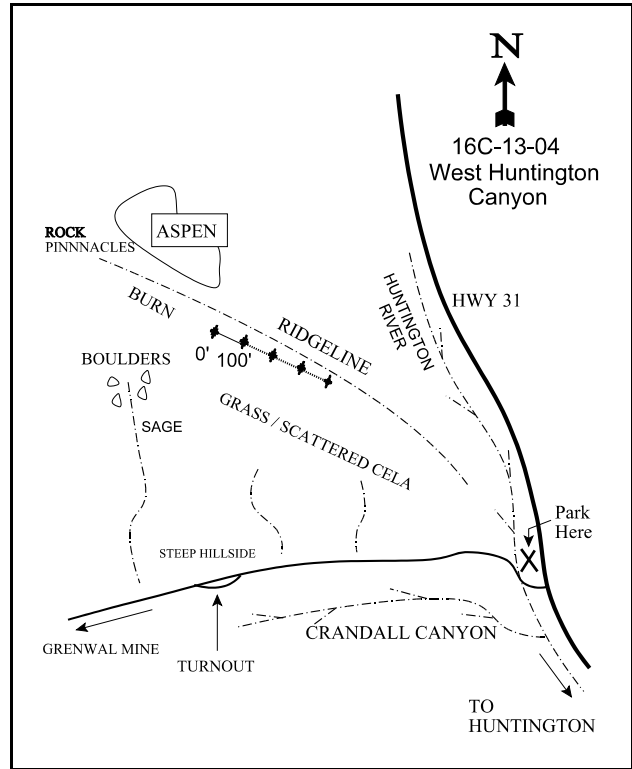 N
16C-13-04
West Huntington
Canyon
ROCK
PINNNACLES
ASPEN
BURN
RIDGELINE
HUNTINGTON
RIVER
HWY 31
0' 100'
BOULDERS
SAGE
GRASS / SCATTERED CELA
Park
Here
X
STEEP HILLSIDE
GRENWAL MINE
TURNOUT
CRANDALL CANYON
TO
HUNTINGTON